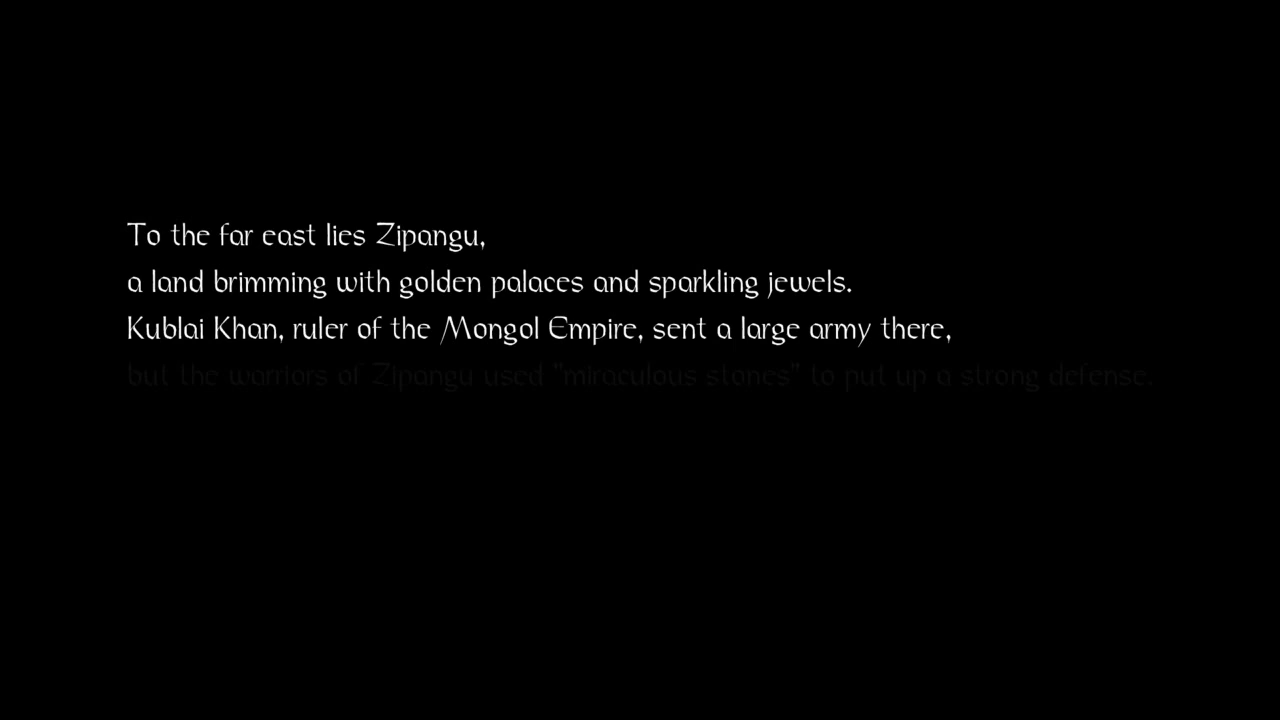 To the far east lies Zipangu,
a land brimming with golden palaces and sparkling jewels.
Kublai Khan, ruler of the Mongol Empire, sent a large army there,
but the warriors of Zipangu used "miraculous stones" to put up a strong defense.